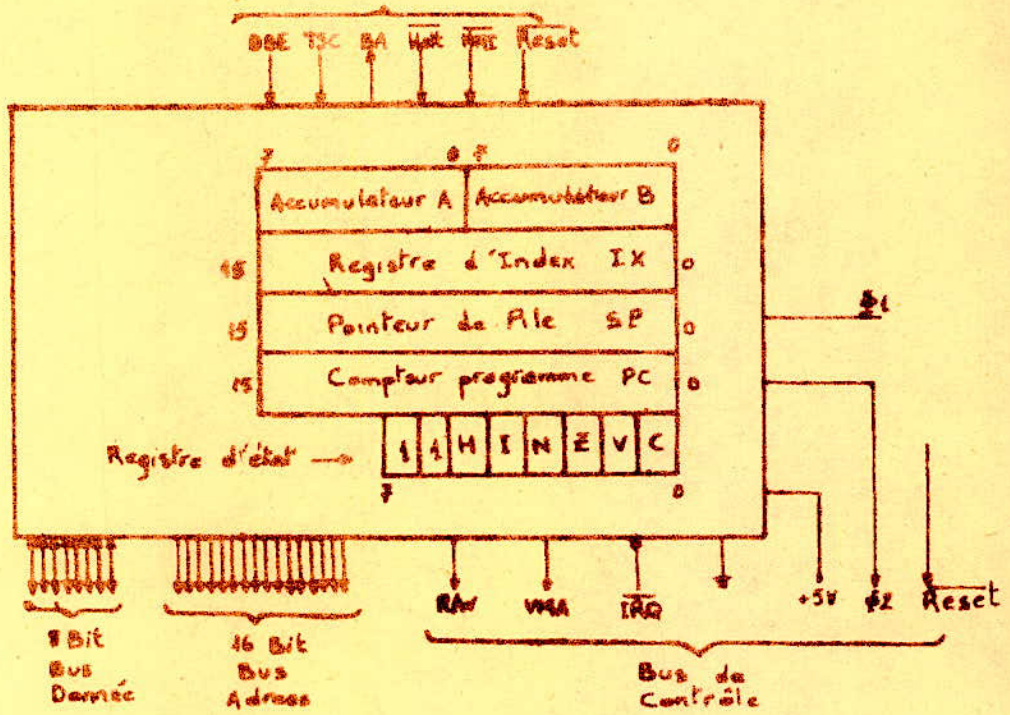 DBE TSC BA Halt NMI Reset
7 0 7 0
Accumulateur A Accumulateur B
15 Registre d'Index IX 0
15 Pointeur de Pile SP 0
15 Compteur programme PC 0
Registre d'état → 1 1 H I N Z V C
7 0
Φ1
R/W VMA IRQ +5V Φ2 Reset
8 Bit
Bus
Donnée
16 Bit
Bus
Adress
Bus de
Contrôle